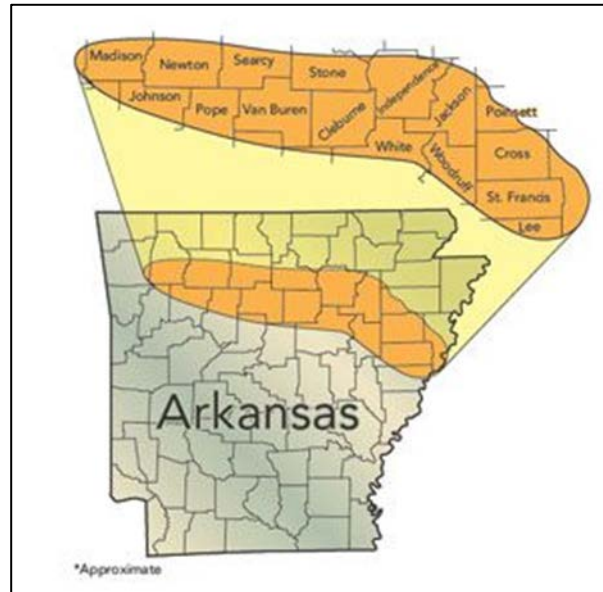 Madison
Newton
Searcy
Stone
Independence
Jackson
Poinsett
Johnson
Pope
Van Buren
Cleburne
White
Woodruff
Cross
St. Francis
Lee
Arkansas
*Approximate